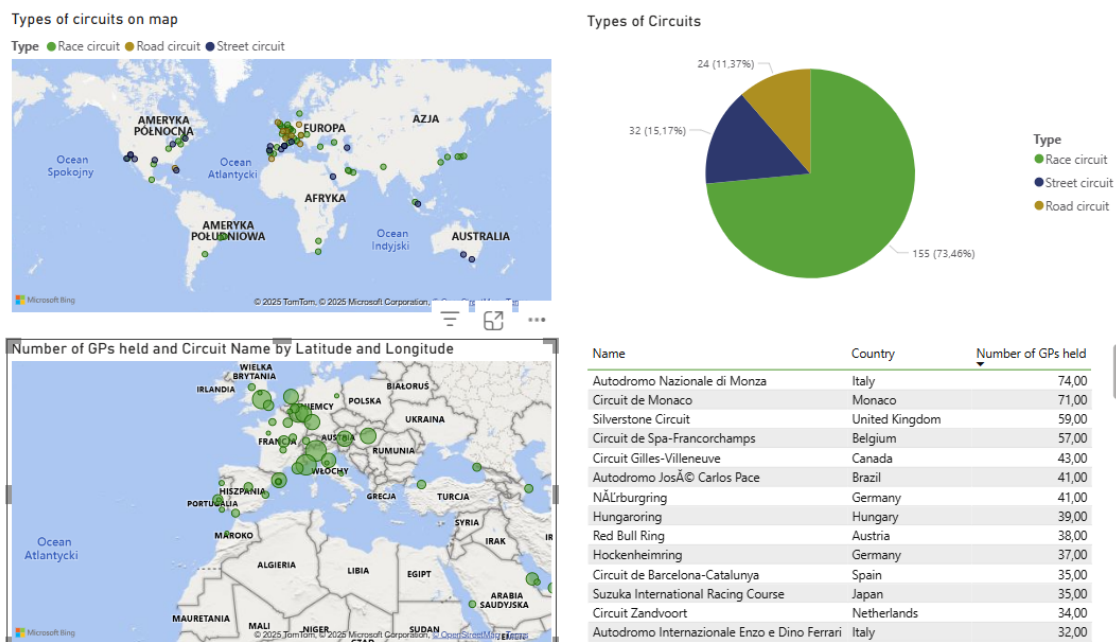 Types of circuits on map
Type Race circuit Road circuit Street circuit
AMERYKA PÓŁNOCNA
EUROPA
AZJA
Ocean Spokojny
Ocean Atlantycki
AFRYKA
AMERYKA POŁUDNIOWA
Ocean Indyjski
AUSTRALIA
Microsoft Bing
© 2025 TomTom, © 2025 Microsoft Corporation,
Types of Circuits
24 (11,37%)
32 (15,17%)
155 (73,46%)
Type
Race circuit
Street circuit
Road circuit
Number of GPs held and Circuit Name by Latitude and Longitude
WIELKA BRYTANIA
IRLANDIA
BIAŁORUŚ
POLSKA
UKRAINA
AUSTRIA
RUMUNIA
WŁOCHY
HISZPANIA
PORTUGALIA
GRECJA
TURCJA
SYRIA
IRAK
MAROKO
Ocean Atlantycki
ALGIERIA
LIBIA
EGIPT
ARABIA SAUDYJSKA
MAURETANIA
MALI
NIGER
SUDAN
Microsoft Bing
© 2025 TomTom, © 2025 Microsoft Corporation, © OpenStreetMap
Name Country Number of GPs held
Autodromo Nazionale di Monza Italy 74,00
Circuit de Monaco Monaco 71,00
Silverstone Circuit United Kingdom 59,00
Circuit de Spa-Francorchamps Belgium 57,00
Circuit Gilles-Villeneuve Canada 43,00
Autodromo JosÃ© Carlos Pace Brazil 41,00
NÃĽrburgring Germany 41,00
Hungaroring Hungary 39,00
Red Bull Ring Austria 38,00
Hockenheimring Germany 37,00
Circuit de Barcelona-Catalunya Spain 35,00
Suzuka International Racing Course Japan 35,00
Circuit Zandvoort Netherlands 34,00
Autodromo Internazionale Enzo e Dino Ferrari Italy 32,00